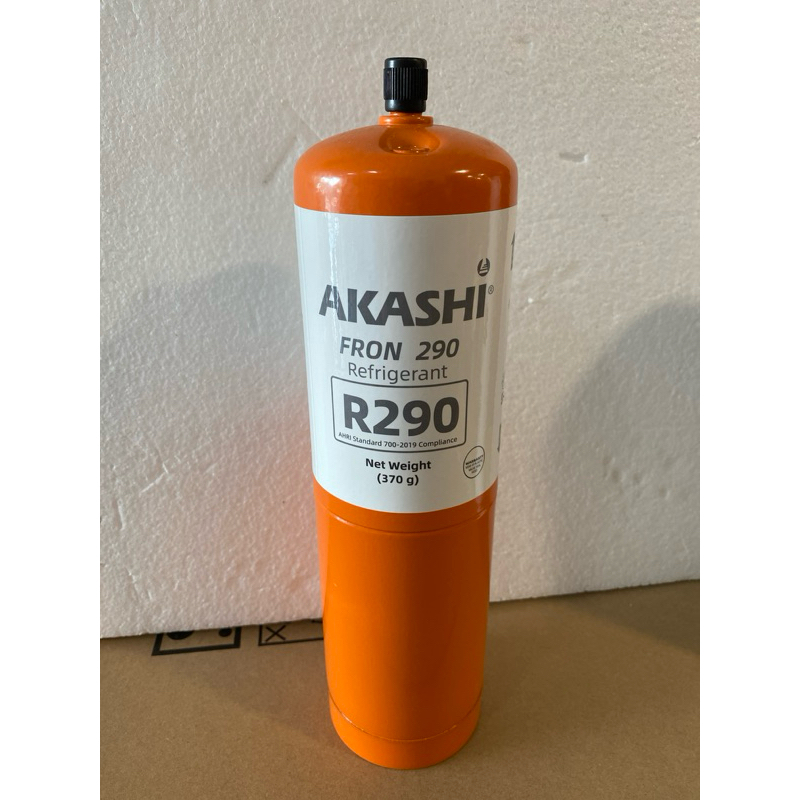 AKASHI®
FRON 290
Refrigerant
R290
AHRI Standard 700-2019 Compliance
Net Weight
(370 g)